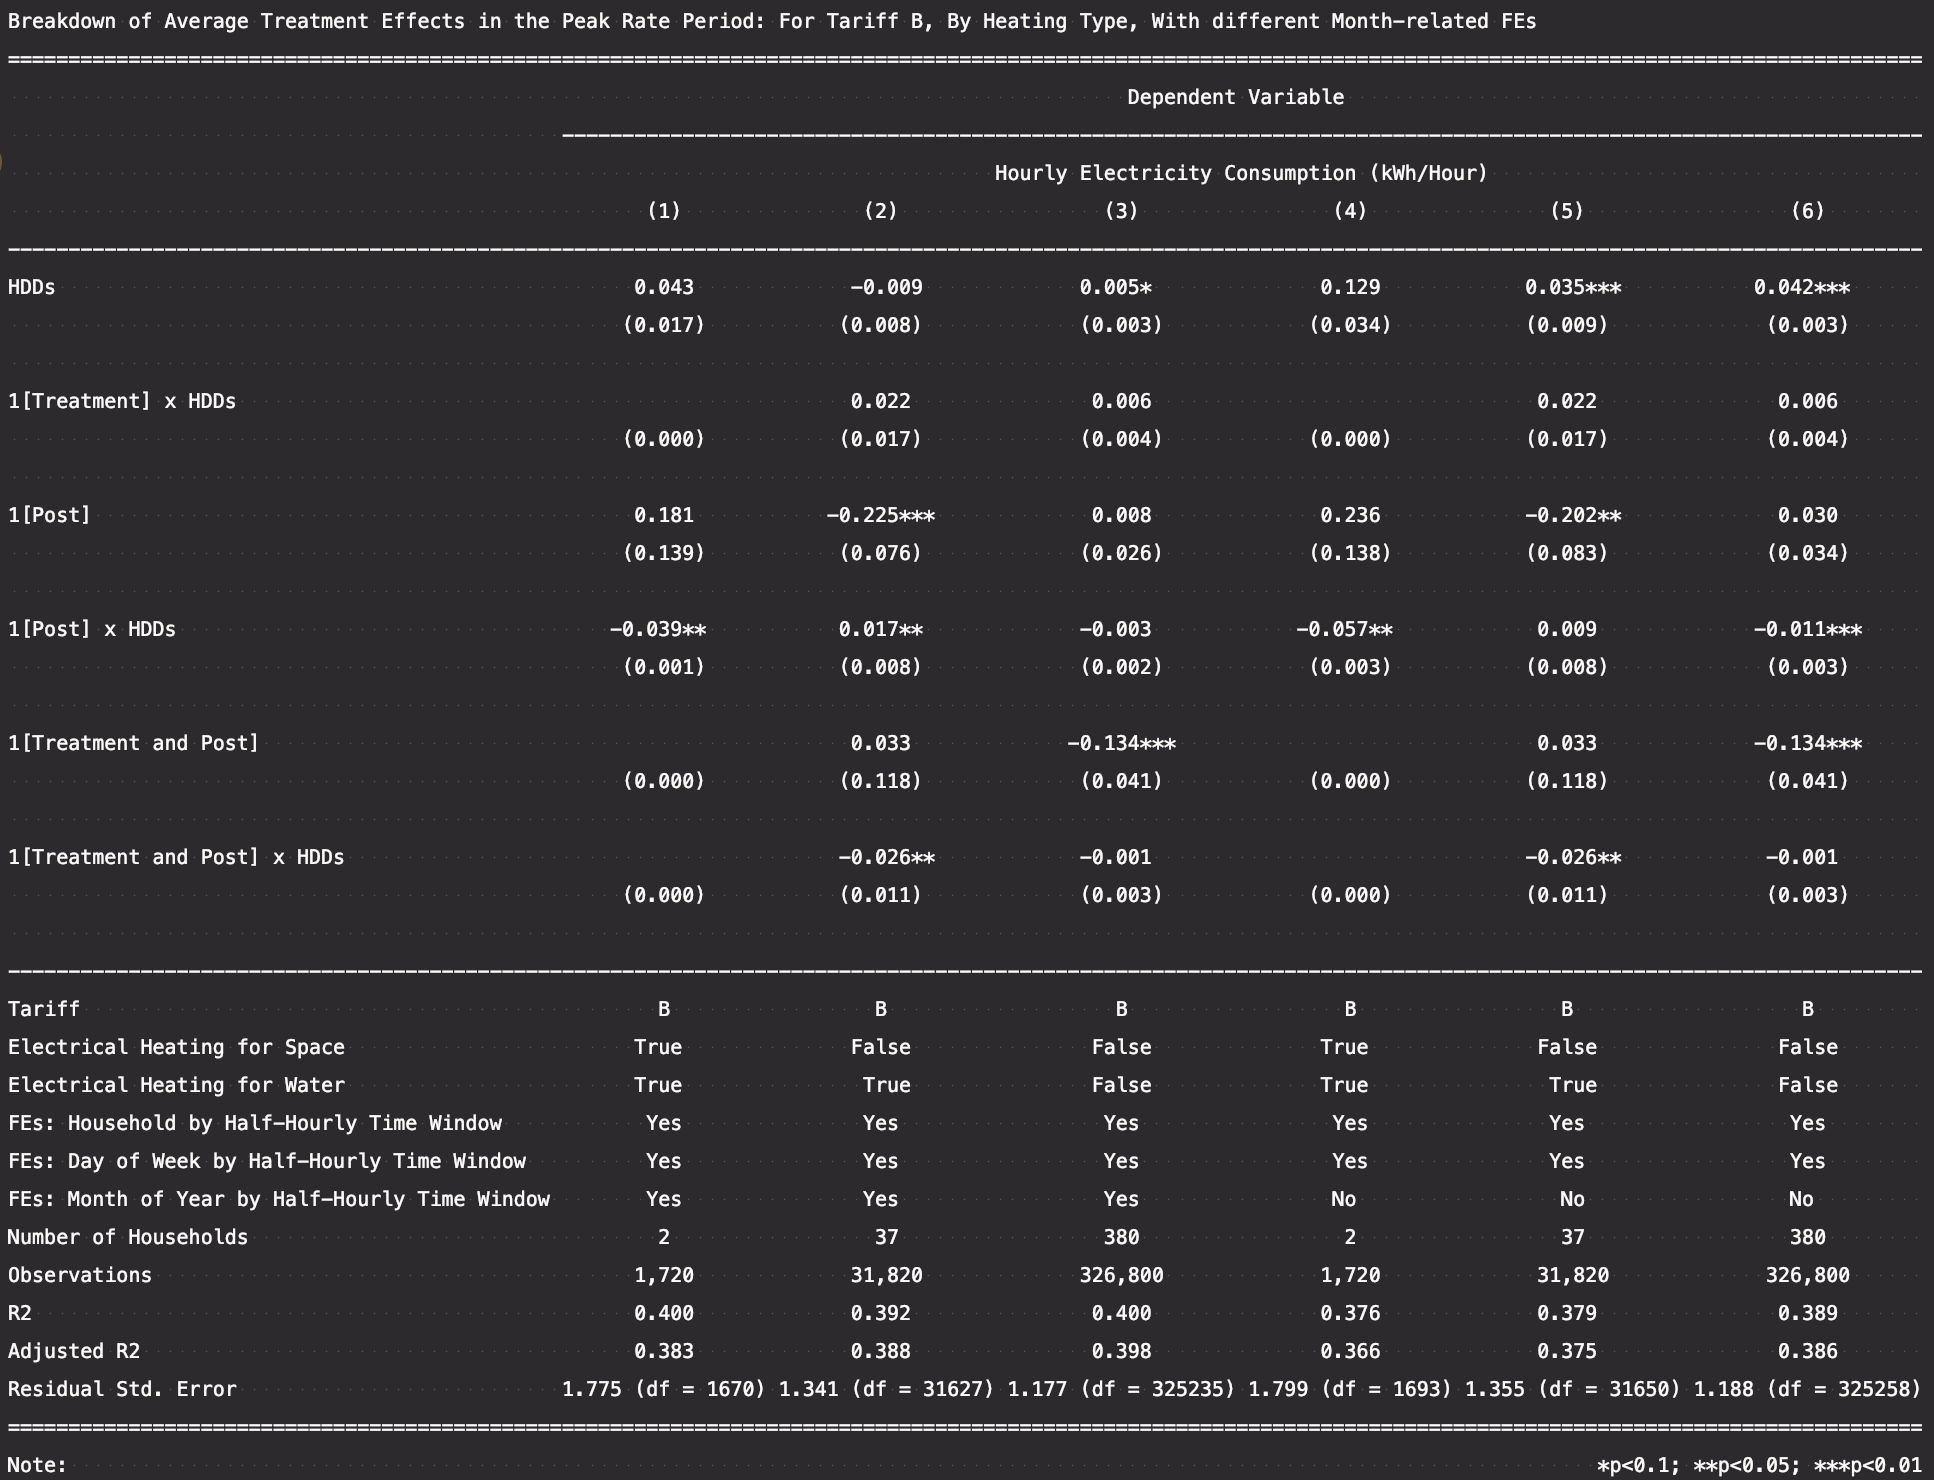 Breakdown of Average Treatment Effects in the Peak Rate Period: For Tariff B, By Heating Type, With different Month-related FEs
Dependent Variable
Hourly Electricity Consumption (kWh/Hour)
(1) (2) (3) (4) (5) (6)
HDDs 0.043 -0.009 0.005* 0.129 0.035*** 0.042***
(0.017) (0.008) (0.003) (0.034) (0.009) (0.003)
1[Treatment] x HDDs 0.022 0.006 0.022 0.006
(0.000) (0.017) (0.004) (0.000) (0.017) (0.004)
1[Post] 0.181 -0.225*** 0.008 0.236 -0.202** 0.030
(0.139) (0.076) (0.026) (0.138) (0.083) (0.034)
1[Post] x HDDs -0.039** 0.017** -0.003 -0.057** 0.009 -0.011***
(0.001) (0.008) (0.002) (0.003) (0.008) (0.003)
1[Treatment and Post] 0.033 -0.134*** 0.033 -0.134***
(0.000) (0.118) (0.041) (0.000) (0.118) (0.041)
1[Treatment and Post] x HDDs -0.026** -0.001 -0.026** -0.001
(0.000) (0.011) (0.003) (0.000) (0.011) (0.003)
Tariff B B B B B B
Electrical Heating for Space True False False True False False
Electrical Heating for Water True True False True True False
FEs: Household by Half-Hourly Time Window Yes Yes Yes Yes Yes Yes
FEs: Day of Week by Half-Hourly Time Window Yes Yes Yes Yes Yes Yes
FEs: Month of Year by Half-Hourly Time Window Yes Yes Yes No No No
Number of Households 2 37 380 2 37 380
Observations 1,720 31,820 326,800 1,720 31,820 326,800
R2 0.400 0.392 0.400 0.376 0.379 0.389
Adjusted R2 0.383 0.388 0.398 0.366 0.375 0.386
Residual Std. Error 1.775 (df = 1670) 1.341 (df = 31627) 1.177 (df = 325235) 1.799 (df = 1693) 1.355 (df = 31650) 1.188 (df = 325258)
Note: *p<0.1; **p<0.05; ***p<0.01